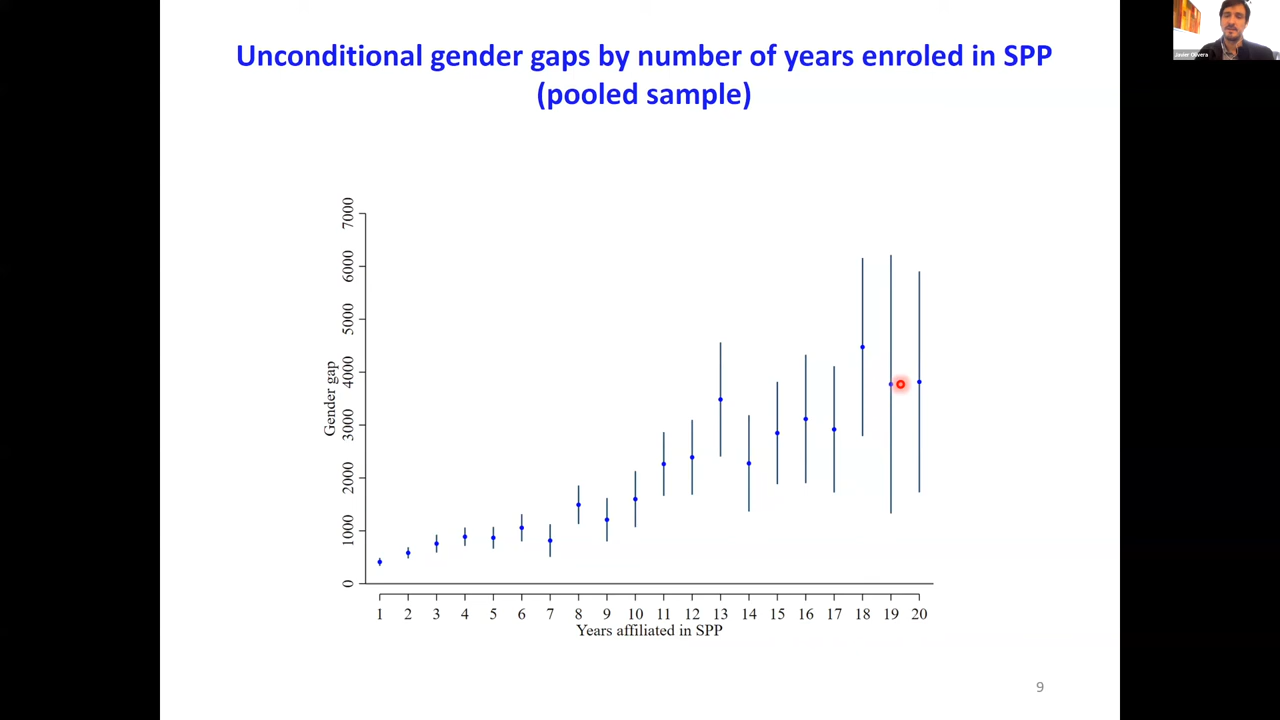 Unconditional gender gaps by number of years enroled in SPP
(pooled sample)
Javier Olivera
7000
6000
5000
4000
3000
2000
1000
0
Gender gap
1 2 3 4 5 6 7 8 9 10 11 12 13 14 15 16 17 18 19 20
Years affiliated in SPP
9